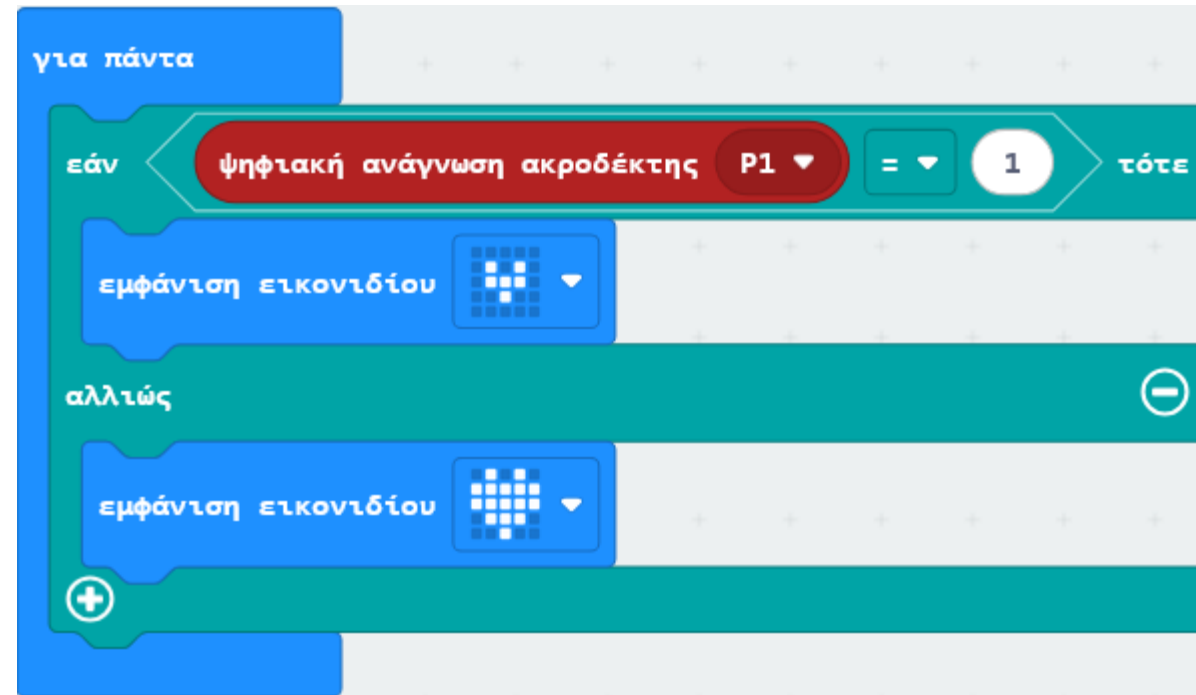 για πάντα
εάν ψηφιακή ανάγνωση ακροδέκτης P1 = 1 τότε
εμφάνιση εικονιδίου
αλλιώς
εμφάνιση εικονιδίου